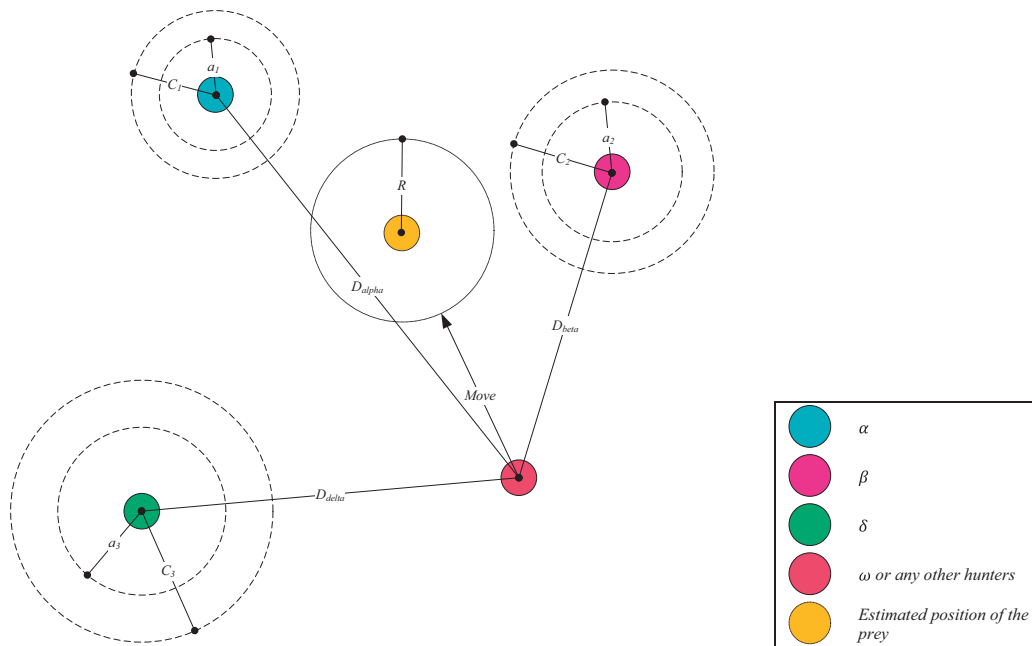 a1
C1
a2
C2
R
Dalpha
Dbeta
Move
Ddelta
a3
C3
α
β
δ
ω or any other hunters
Estimated position of the
prey